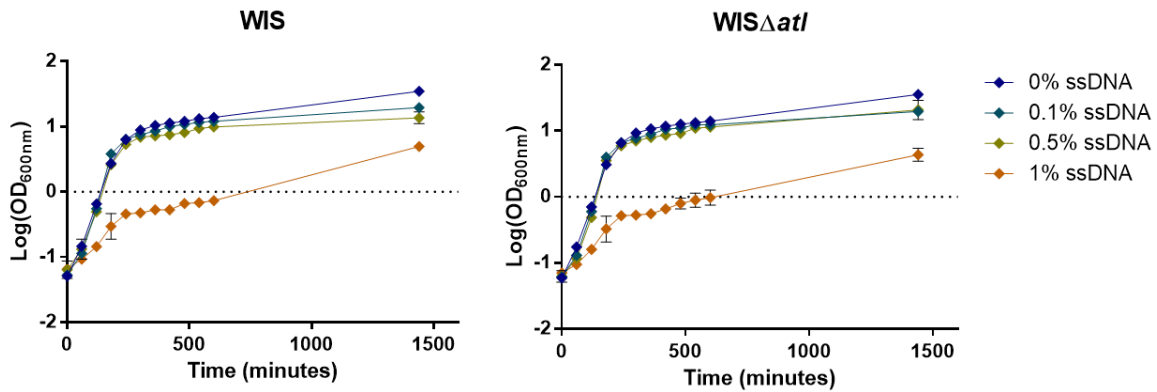 WIS
2
1
0
-1
-2
Log(OD600nm)
0 500 1000 1500
Time (minutes)
WISΔatl
2
1
0
-1
-2
Log(OD600nm)
0 500 1000 1500
Time (minutes)
0% ssDNA
0.1% ssDNA
0.5% ssDNA
1% ssDNA